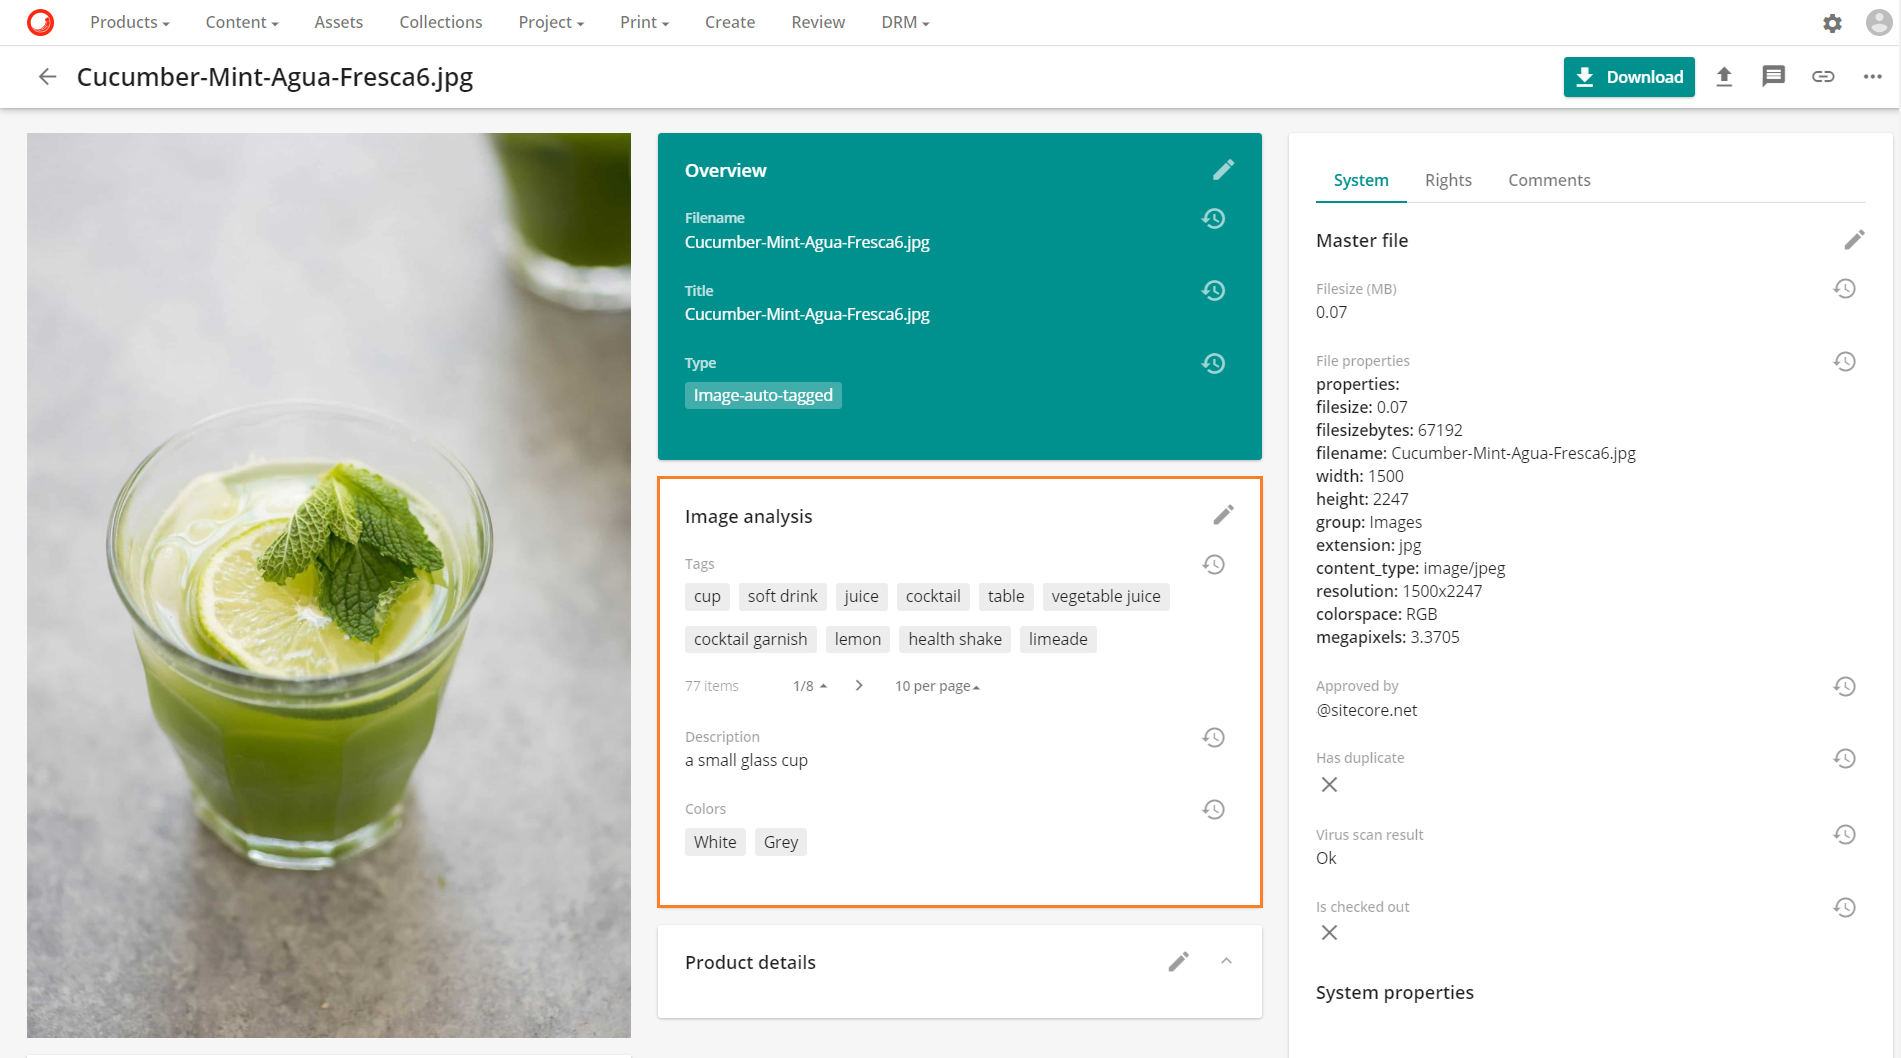 Products Content Assets Collections Project Print Create Review DRM
Cucumber-Mint-Agua-Fresca6.jpg
Download
Overview
Filename
Cucumber-Mint-Agua-Fresca6.jpg
Title
Cucumber-Mint-Agua-Fresca6.jpg
Type
Image-auto-tagged
Image analysis
Tags
cup soft drink juice cocktail table vegetable juice
cocktail garnish lemon health shake limeade
77 items 1/8 10 per page
Description
a small glass cup
Colors
White Grey
Product details
System Rights Comments
Master file
Filesize (MB)
0.07
File properties
properties:
filesize: 0.07
filesizebytes: 67192
filename: Cucumber-Mint-Agua-Fresca6.jpg
width: 1500
height: 2247
group: Images
extension: jpg
content_type: image/jpeg
resolution: 1500x2247
colorspace: RGB
megapixels: 3.3705
Approved by
@sitecore.net
Has duplicate
Virus scan result
Ok
Is checked out
System properties